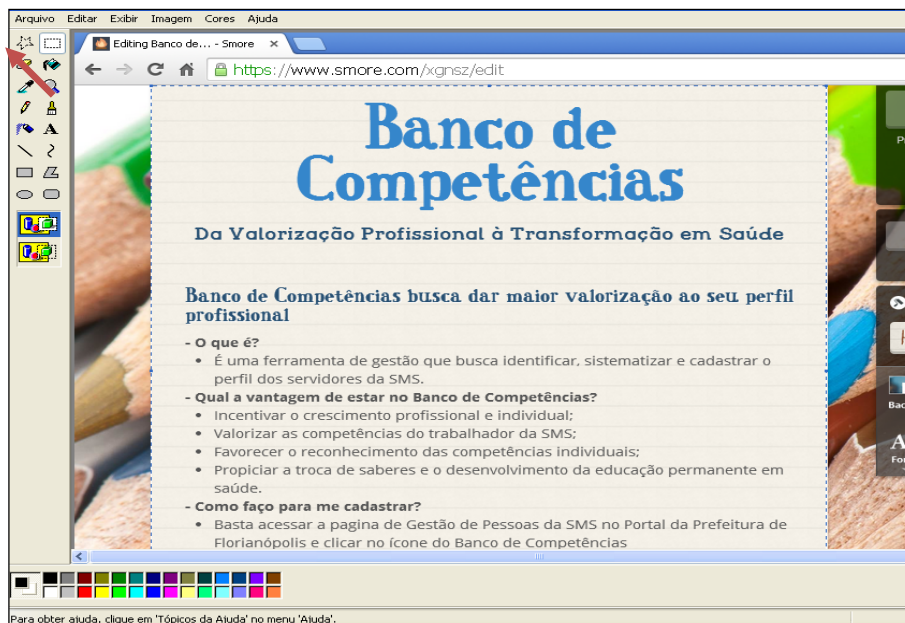 Arquivo Editar Exibir Imagem Cores Ajuda
Editing Banco de... - Smore
https://www.smore.com/xgnsz/edit
Banco de
Competências
Da Valorização Profissional à Transformação em Saúde
Banco de Competências busca dar maior valorização ao seu perfil
profissional
- O que é?
• É uma ferramenta de gestão que busca identificar, sistematizar e cadastrar o
perfil dos servidores da SMS.
- Qual a vantagem de estar no Banco de Competências?
• Incentivar o crescimento profissional e individual;
• Valorizar as competências do trabalhador da SMS;
• Favorecer o reconhecimento das competências individuais;
• Propiciar a troca de saberes e o desenvolvimento da educação permanente em
saúde.
- Como faço para me cadastrar?
• Basta acessar a pagina de Gestão de Pessoas da SMS no Portal da Prefeitura de
Florianópolis e clicar no ícone do Banco de Competências
Para obter ajuda, clique em 'Tópicos da Ajuda' no menu 'Ajuda'.